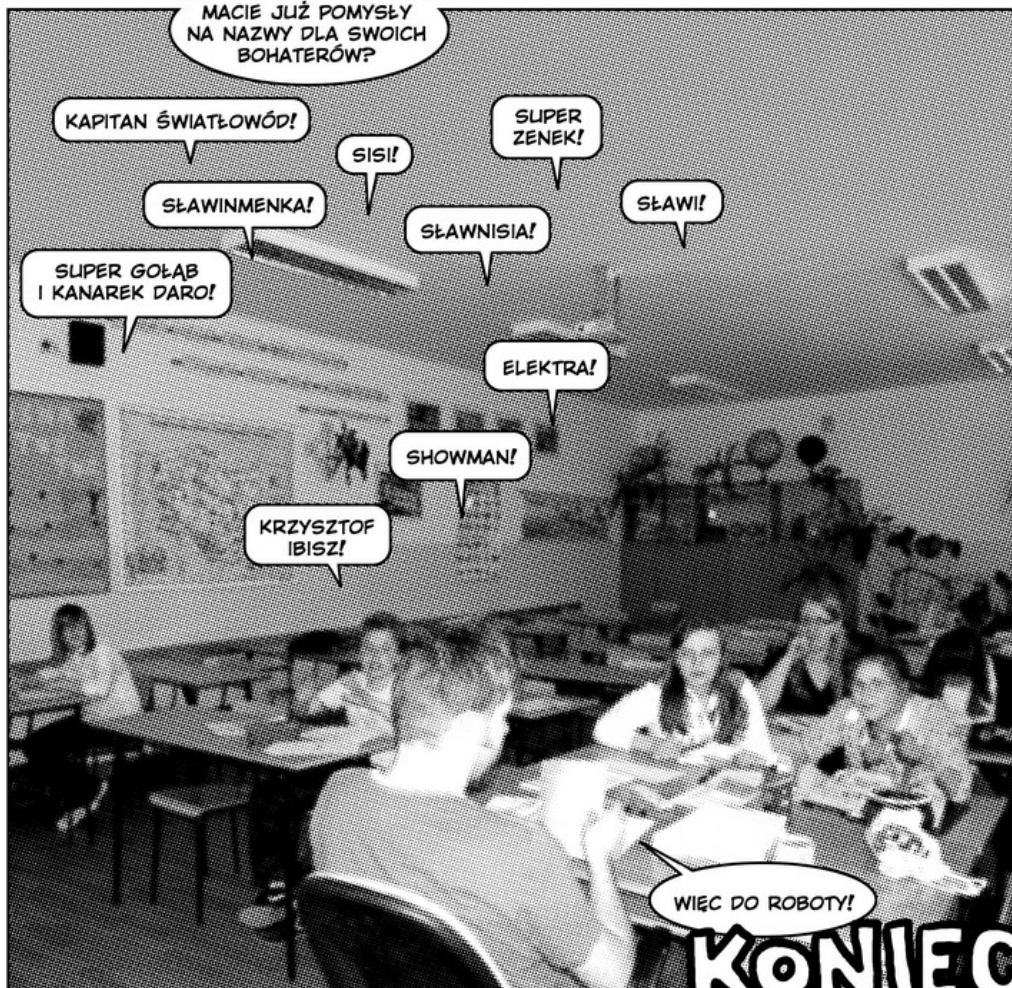 MACIE JUŻ POMYSŁY
NA NAZWY DLA SWOICH
BOHATERÓW?
KAPITAN ŚWIATŁOWÓD!
SISI!
SUPER
ZENEK!
SŁAWINMENKA!
SŁAWNISIA!
SŁAWI!
SUPER GOŁĄB
I KANAREK DARO!
ELEKTRA!
SHOWMAN!
KRZYSZTOF
IBISZ!
WIĘC DO ROBOTY!
KONIEC